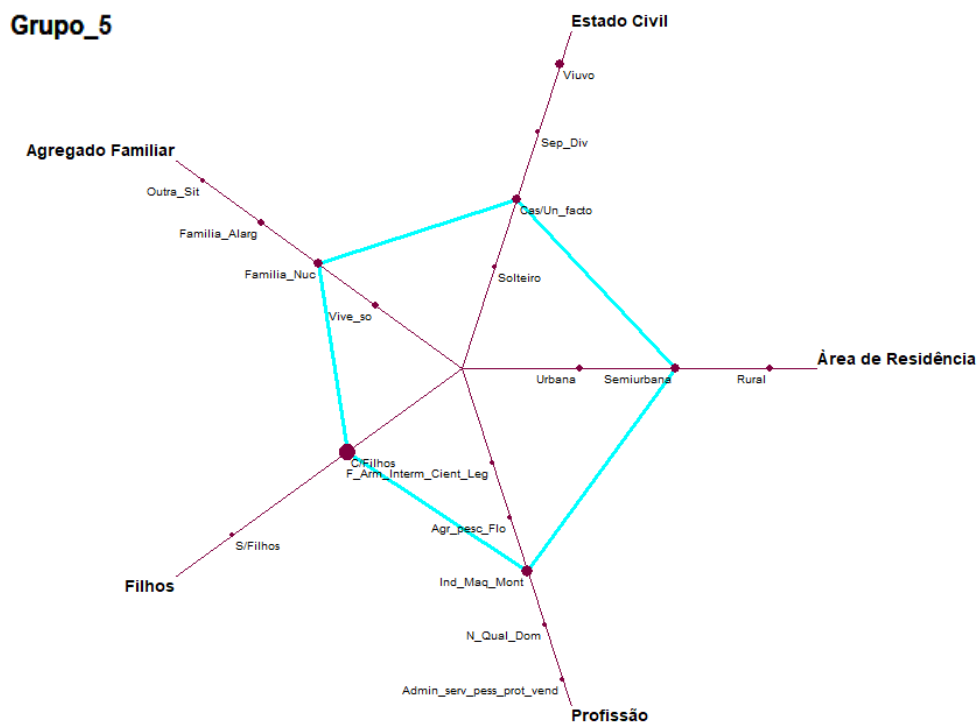 Grupo_5
Estado Civil
Viuvo
Sep_Div
Cas/Un_facto
Solteiro
Agregado Familiar
Outra_Sit
Familia_Alarg
Familia_Nuc
Vive_so
Àrea de Residência
Urbana
Semiurbana
Rural
C/Filhos
S/Filhos
Filhos
F_Arm_Interm_Cient_Leg
Agr_pesc_Flo
Ind_Maq_Mont
N_Qual_Dom
Admin_serv_pess_prot_vend
Profissão